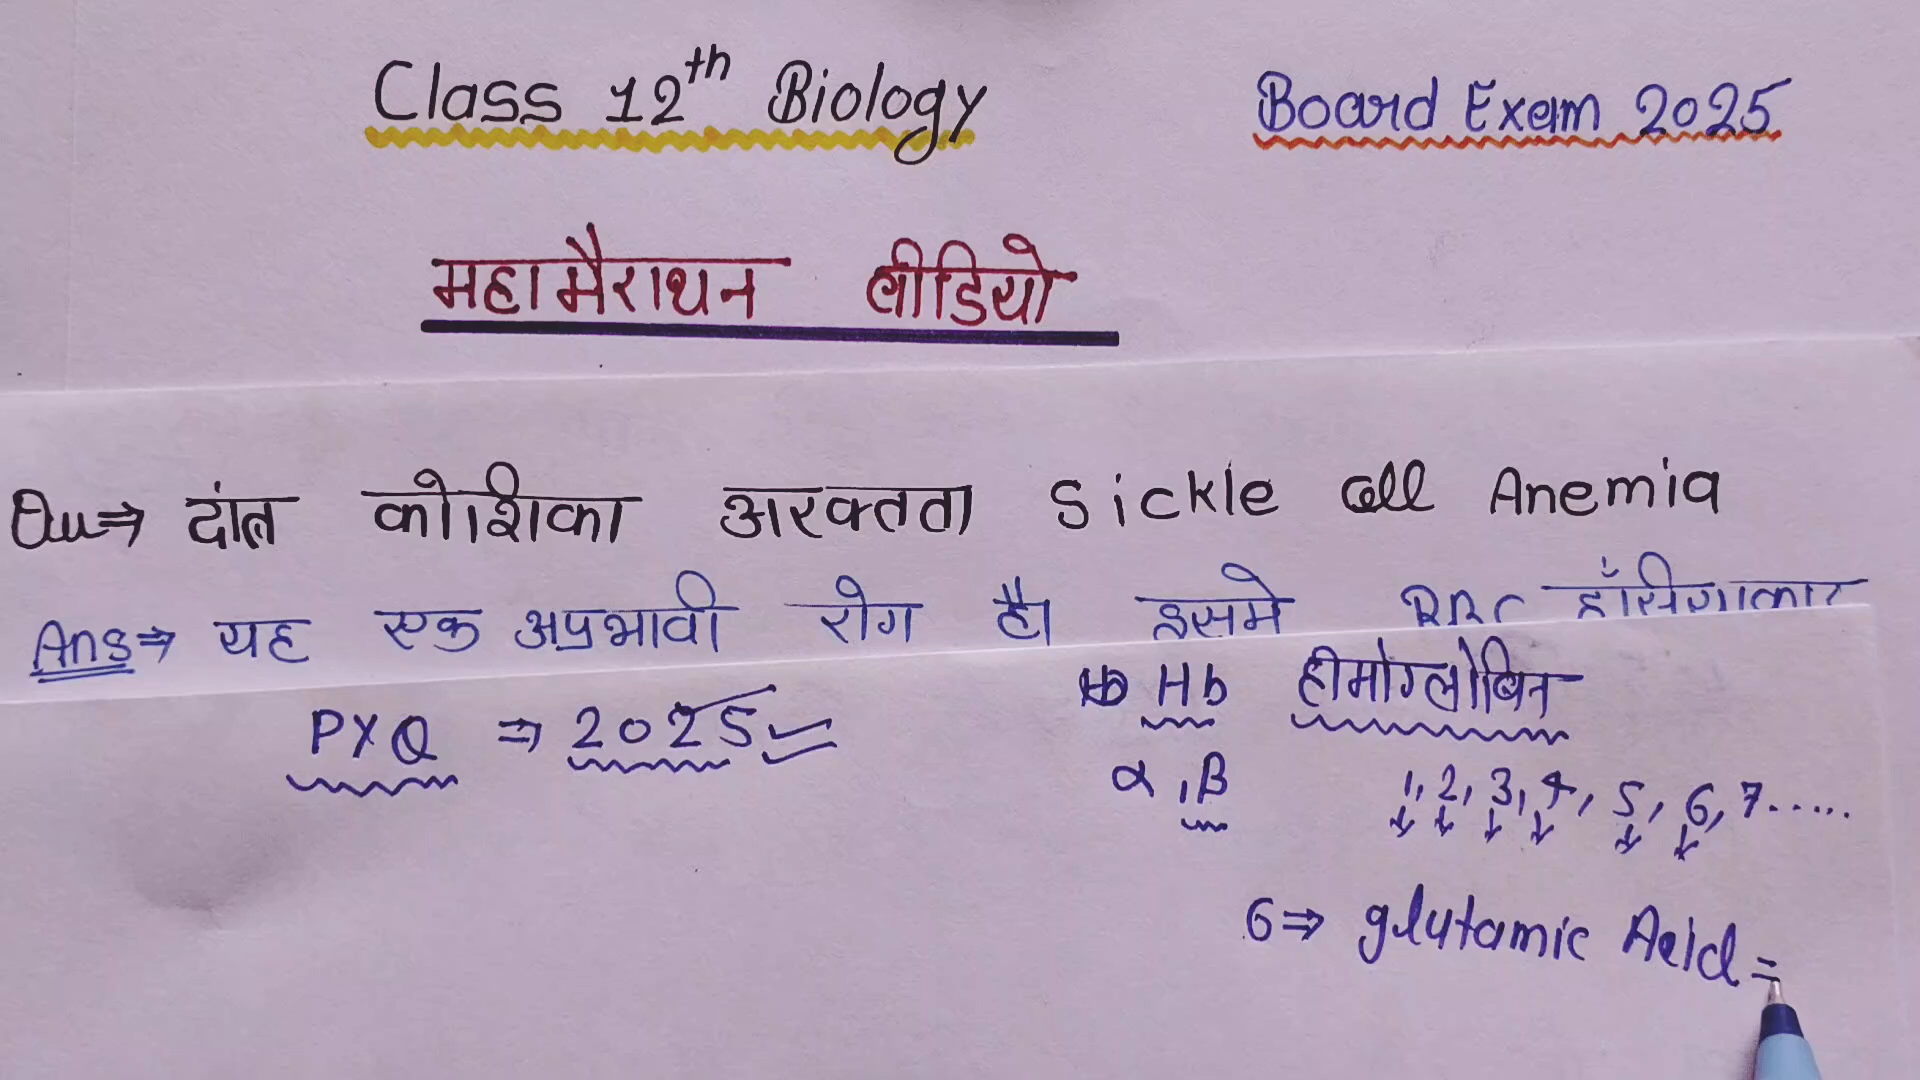 Class 12th Biology
Board Exam 2025
महामैराथन वीडियो
Qu⇒ दांत्र कोशिका अरक्तता Sickle Cell Anemia
Ans⇒ यह एक अप्रभावी रोग है। इसमे RBC हाँसियाकार
PYQ ⇒ 2025
Hb हीमोग्लोबिन
α, β 1, 2, 3, 4, 5, 6, 7......
6⇒ glutamic Acid =